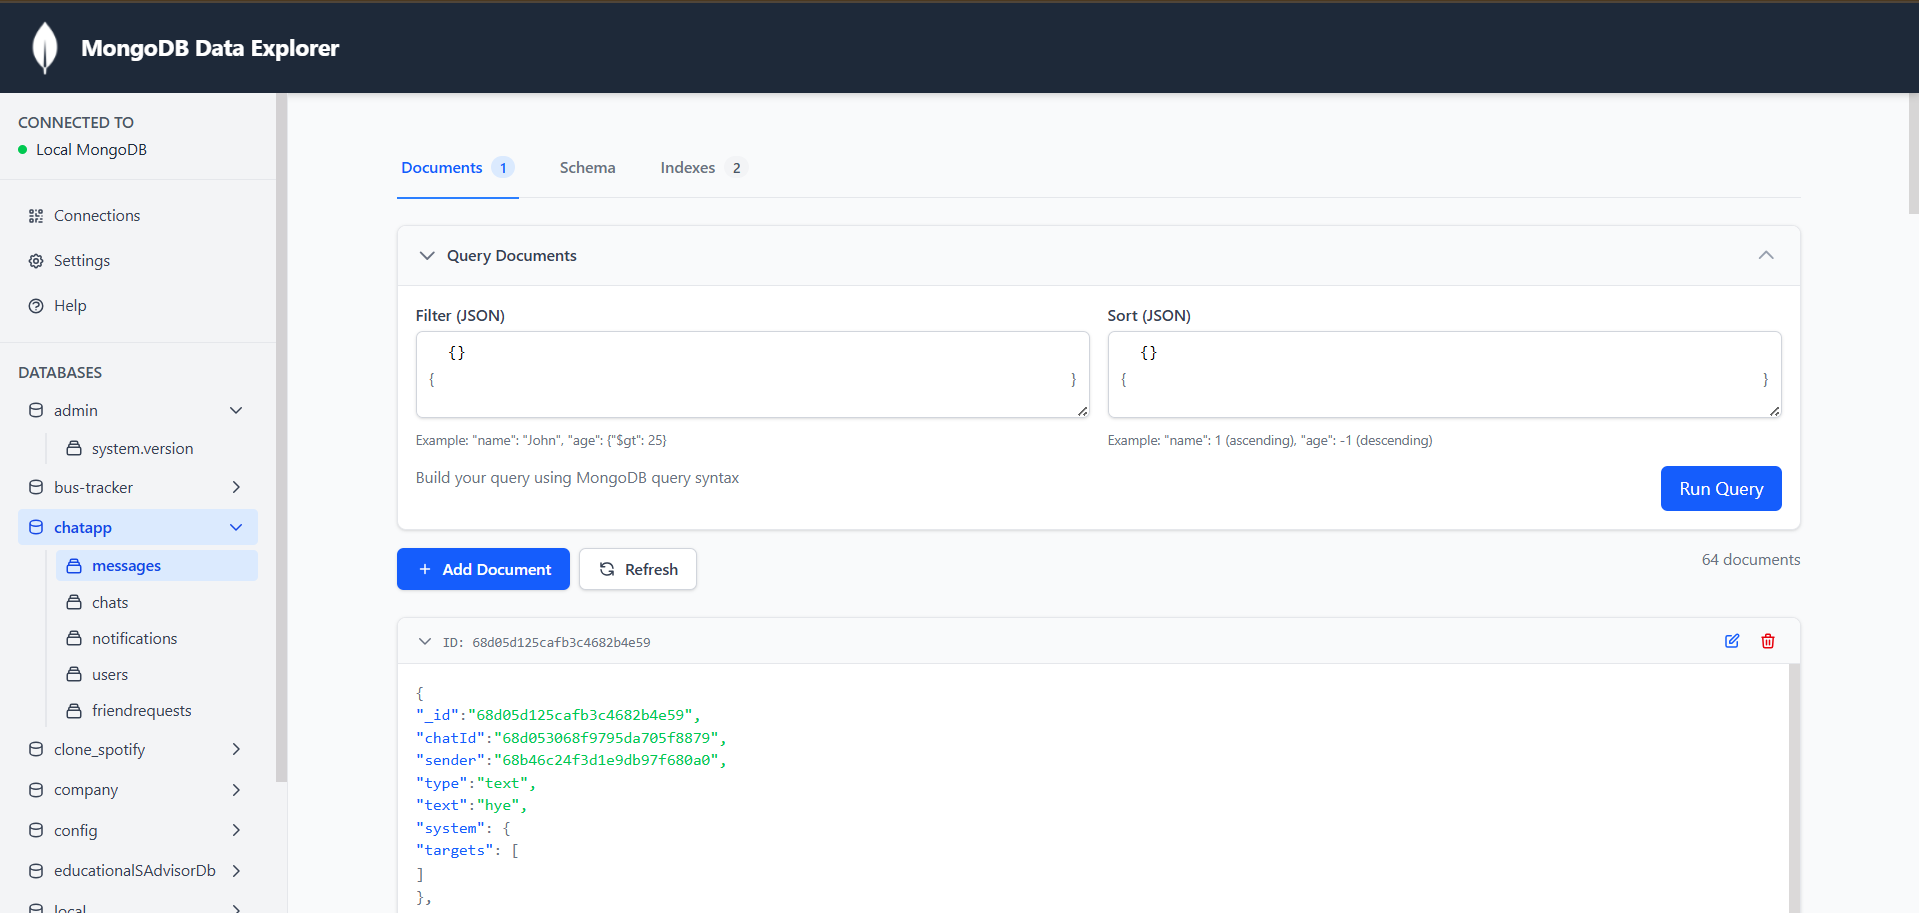 MongoDB Data Explorer
CONNECTED TO
Local MongoDB
Connections
Settings
Help
DATABASES
admin
system.version
bus-tracker
chatapp
messages
chats
notifications
users
friendrequests
clone_spotify
company
config
educationalSAdvisorDb
local
Documents 1
Schema
Indexes 2
Query Documents
Filter (JSON)
{}
{ }
Example: "name": "John", "age": {"$gt": 25}
Sort (JSON)
{}
{ }
Example: "name": 1 (ascending), "age": -1 (descending)
Build your query using MongoDB query syntax
Run Query
+ Add Document
Refresh
64 documents
ID: 68d05d125cafb3c4682b4e59
{
"_id":"68d05d125cafb3c4682b4e59",
"chatId":"68d053068f9795da705f8879",
"sender":"68b46c24f3d1e9db97f680a0",
"type":"text",
"text":"hye",
"system": {
"targets": [
]
},